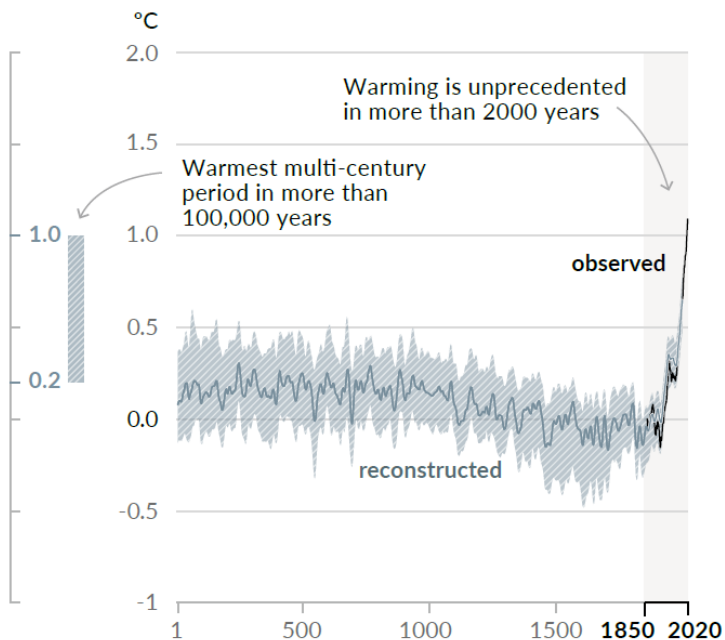 °C
2.0
Warming is unprecedented
in more than 2000 years
1.5
Warmest multi-century
period in more than
100,000 years
1.0
1.0
observed
0.5
0.2
0.0
reconstructed
-0.5
-1
1
500
1000
1500
1850
2020